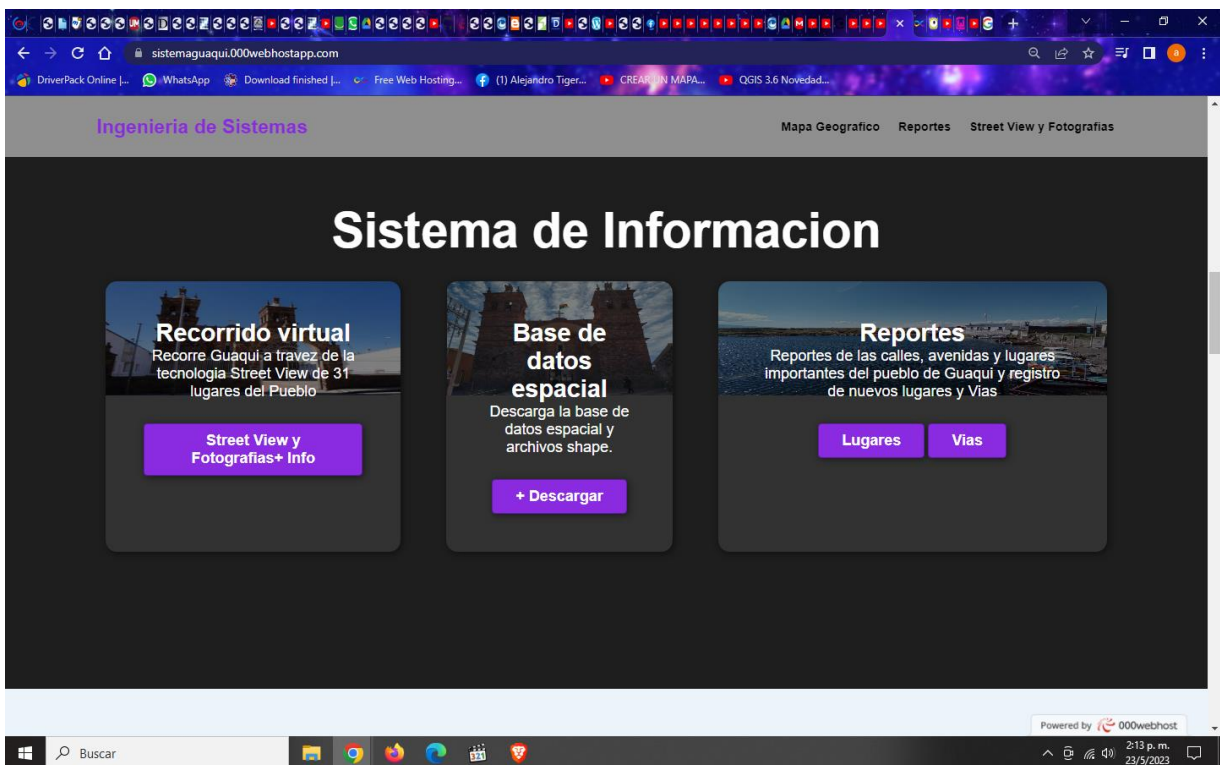 sistemaguaqui.000webhostapp.com
DriverPack Online |...
WhatsApp
Download finished |...
Free Web Hosting...
(1) Alejandro Tiger...
CREAR UN MAPA...
QGIS 3.6 Novedad...
Ingenieria de Sistemas
Mapa Geografico
Reportes
Street View y Fotografias
Sistema de Informacion
Recorrido virtual
Recorre Guaqui a travez de la
tecnologia Street View de 31
lugares del Pueblo
Street View y
Fotografias+ Info
Base de
datos
espacial
Descarga la base de
datos espacial y
archivos shape.
+ Descargar
Reportes
Reportes de las calles, avenidas y lugares
importantes del pueblo de Guaqui y registro
de nuevos lugares y Vias
Lugares
Vias
Powered by 000webhost
Buscar
2:13 p. m.
23/5/2023